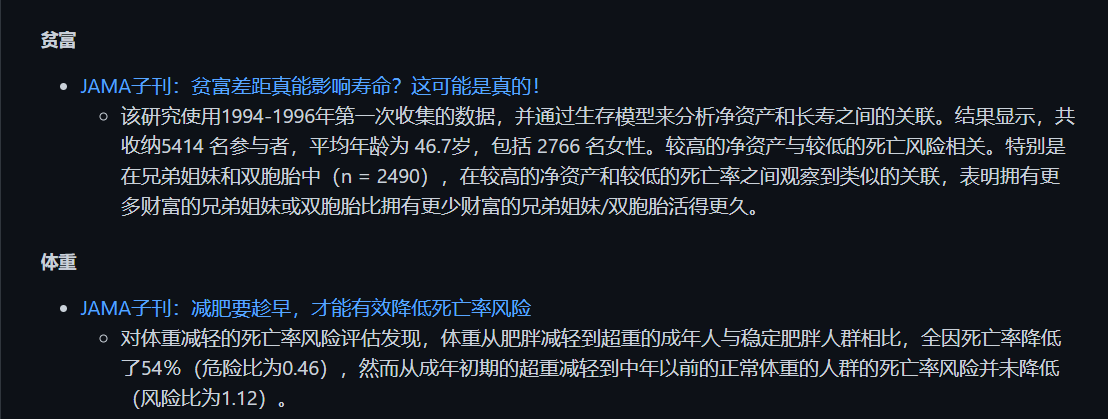 贫富
JAMA子刊：贫富差距真能影响寿命？这可能是真的！
该研究使用1994-1996年第一次收集的数据，并通过生存模型来分析净资产和长寿之间的关联。结果显示，共
收纳5414 名参与者，平均年龄为 46.7岁，包括 2766 名女性。较高的净资产与较低的死亡风险相关。特别是
在兄弟姐妹和双胞胎中（n = 2490），在较高的净资产和较低的死亡率之间观察到类似的关联，表明拥有更
多财富的兄弟姐妹或双胞胎比拥有更少财富的兄弟姐妹/双胞胎活得更久。
体重
JAMA子刊：减肥要趁早，才能有效降低死亡率风险
对体重减轻的死亡率风险评估发现，体重从肥胖减轻到超重的成年人与稳定肥胖人群相比，全因死亡率降低
了54%（危险比为0.46），然而从成年初期的超重减轻到中年以前的正常体重的人群的死亡率风险并未降低
（风险比为1.12）。